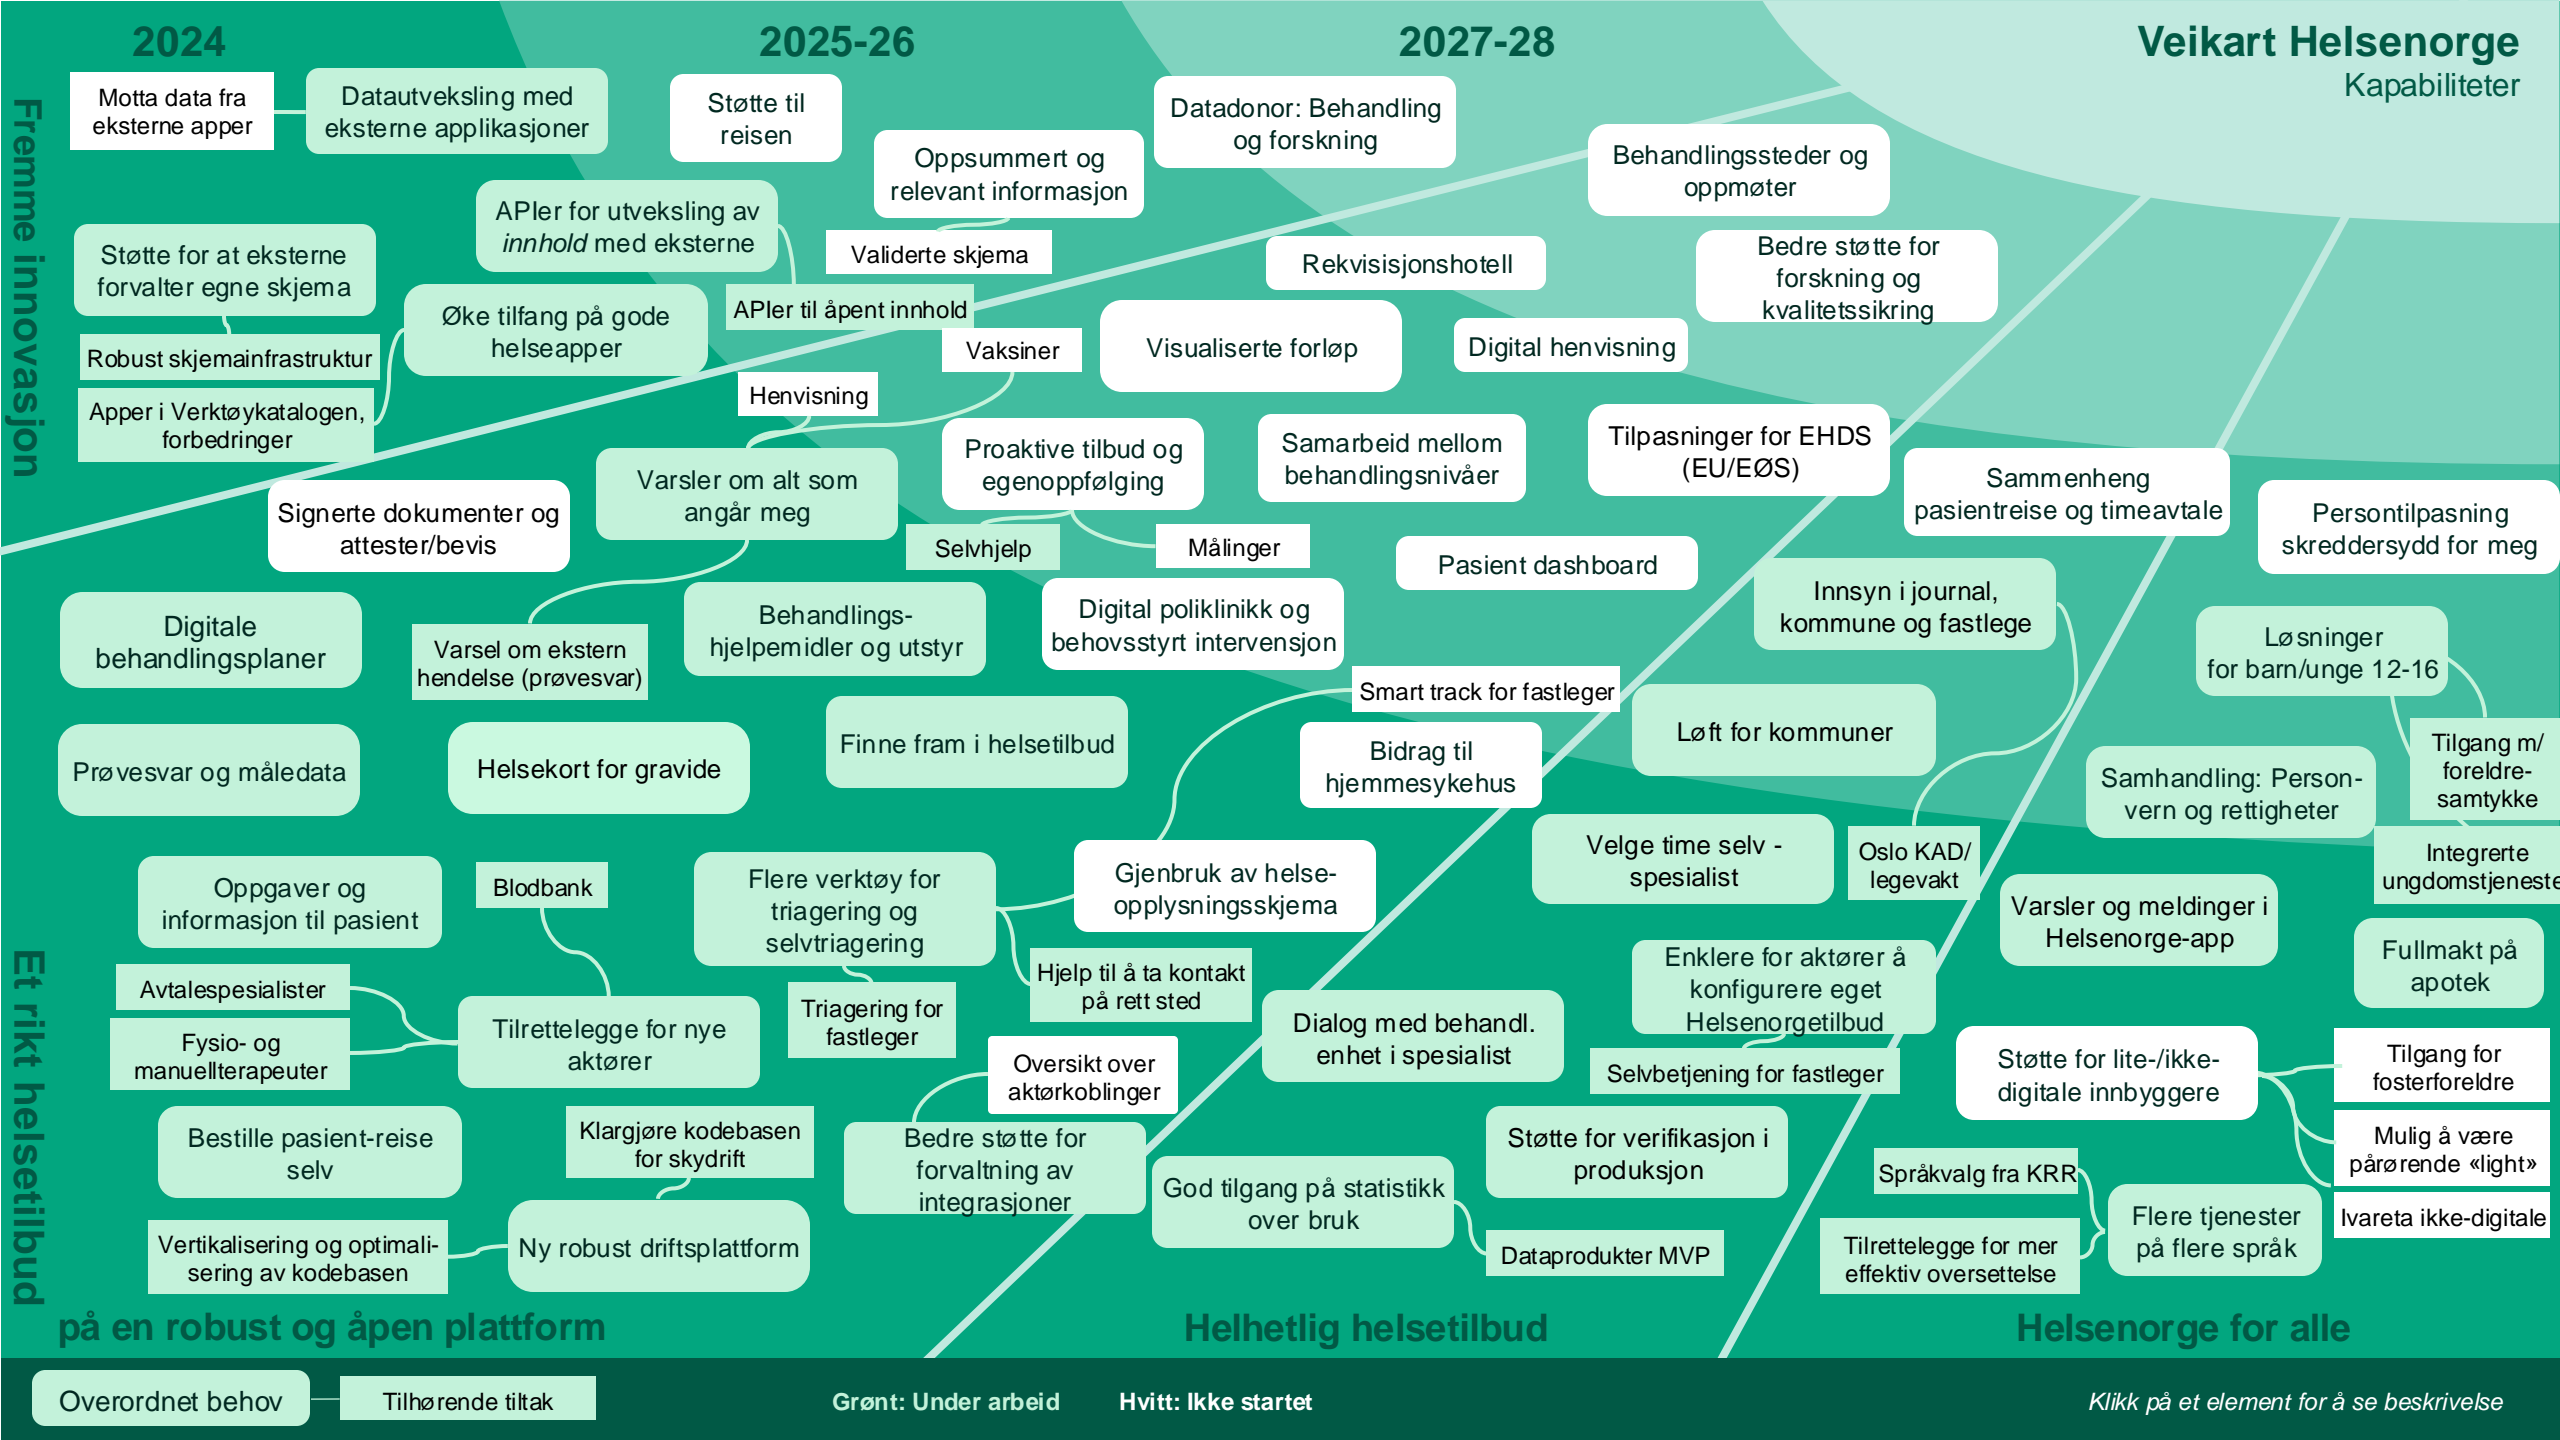 2024
2025-26
2027-28
Veikart Helsenorge
Kapabiliteter
Fremme innovasjon
Motta data fra
eksterne apper
Datautveksling med
eksterne applikasjoner
Støtte til
reisen
Oppsummert og
relevant informasjon
Datadonor: Behandling
og forskning
Behandlingssteder og
oppmøter
APIer for utveksling av
innhold med eksterne
Validerte skjema
Støtte for at eksterne
forvalter egne skjema
Rekvisisjonshotell
Bedre støtte for
forskning og
kvalitetssikring
APIer til åpent innhold
Øke tilfang på gode
helseapper
Robust skjemainfrastruktur
Apper i Verktøykatalogen,
forbedringer
Vaksiner
Visualiserte forløp
Digital henvisning
Henvisning
Signerte dokumenter og
attester/bevis
Varsler om alt som
angår meg
Proaktive tilbud og
egenoppfølging
Samarbeid mellom
behandlingsnivåer
Tilpasninger for EHDS
(EU/EØS)
Sammenheng
pasientreise og timeavtale
Persontilpasning
skreddersydd for meg
Selvhjelp
Målinger
Pasient dashboard
Digitale
behandlingsplaner
Varsel om ekstern
hendelse (prøvesvar)
Behandlings-
hjelpemidler og utstyr
Digital poliklinikk og
behovsstyrt intervensjon
Innsyn i journal,
kommune og fastlege
Løsninger
for barn/unge 12-16
Smart track for fastleger
Prøvesvar og måledata
Helsekort for gravide
Finne fram i helsetilbud
Bidrag til
hjemmesykehus
Løft for kommuner
Samhandling: Person-
vern og rettigheter
Tilgang m/
foreldre-
samtykke
Integrerte
ungdomstjeneste
Oppgaver og
informasjon til pasient
Blodbank
Flere verktøy for
triagering og
selvtriagering
Gjenbruk av helse-
opplysningsskjema
Velge time selv -
spesialist
Oslo KAD/
legevakt
Varsler og meldinger i
Helsenorge-app
Fullmakt på
apotek
Et rikt helsetilbud
Avtalespesialister
Fysio- og
manuellterapeuter
Tilrettelegge for nye
aktører
Triagering for
fastleger
Hjelp til å ta kontakt
på rett sted
Oversikt over
aktørkoblinger
Dialog med behandl.
enhet i spesialist
Enklere for aktører å
konfigurere eget
Helsenorgetilbud
Selvbetjening for fastleger
Støtte for lite-/ikke-
digitale innbyggere
Tilgang for
fosterforeldre
Mulig å være
pårørende «light»
Ivareta ikke-digitale
Bestille pasient-reise
selv
Klargjøre kodebasen
for skydrift
Bedre støtte for
forvaltning av
integrasjoner
God tilgang på statistikk
over bruk
Støtte for verifikasjon i
produksjon
Språkvalg fra KRR
Flere tjenester
på flere språk
Vertikalisering og optimali-
sering av kodebasen
Ny robust driftsplattform
Dataprodukter MVP
Tilrettelegge for mer
effektiv oversettelse
på en robust og åpen plattform
Helhetlig helsetilbud
Helsenorge for alle
Overordnet behov
Tilhørende tiltak
Grønt: Under arbeid
Hvitt: Ikke startet
Klikk på et element for å se beskrivelse